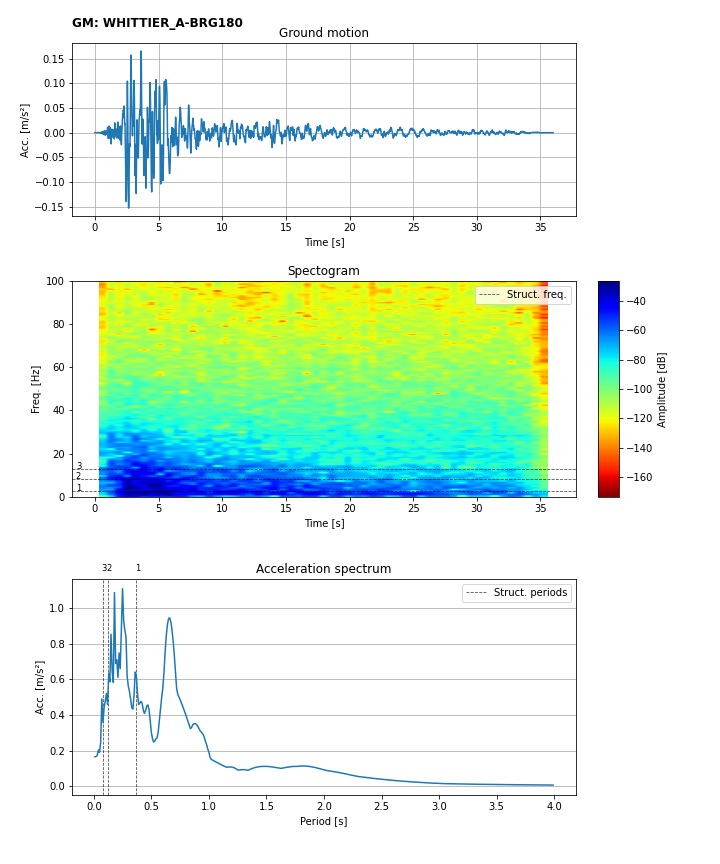 GM: WHITTIER_A-BRG180
Ground motion
Acc. [m/s²]
0.15
0.10
0.05
0.00
−0.05
−0.10
−0.15
0 5 10 15 20 25 30 35
Time [s]
Spectogram
Freq. [Hz]
100
80
60
40
20
0
3
2
1
Struct. freq.
0 5 10 15 20 25 30 35
Time [s]
−40
−60
−80
−100
−120
−140
−160
Amplitude [dB]
32 1
Acceleration spectrum
Acc. [m/s²]
1.0
0.8
0.6
0.4
0.2
0.0
Struct. periods
0.0 0.5 1.0 1.5 2.0 2.5 3.0 3.5 4.0
Period [s]